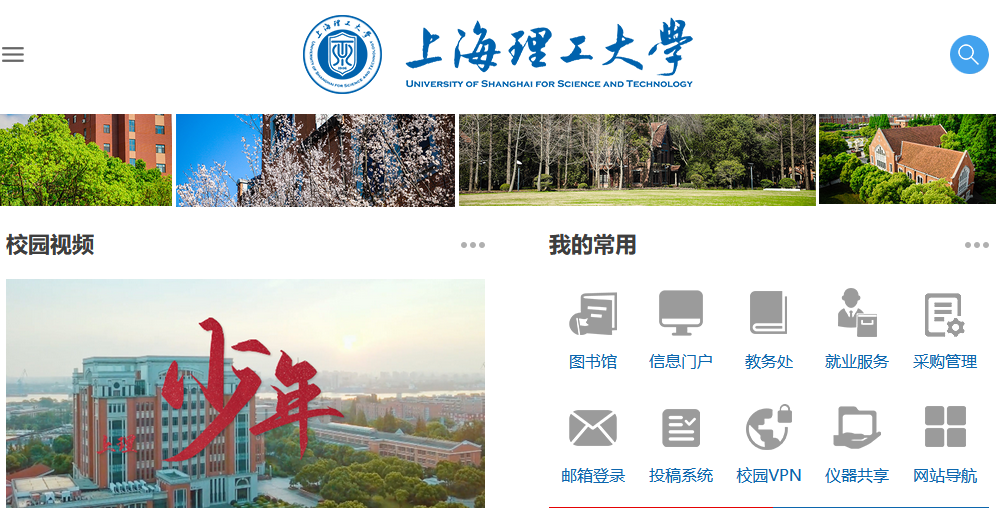 上海理工大學
UNIVERSITY OF SHANGHAI FOR SCIENCE AND TECHNOLOGY
校园视频
我的常用
少年
图书馆 信息门户 教务处 就业服务 采购管理
邮箱登录 投稿系统 校园VPN 仪器共享 网站导航